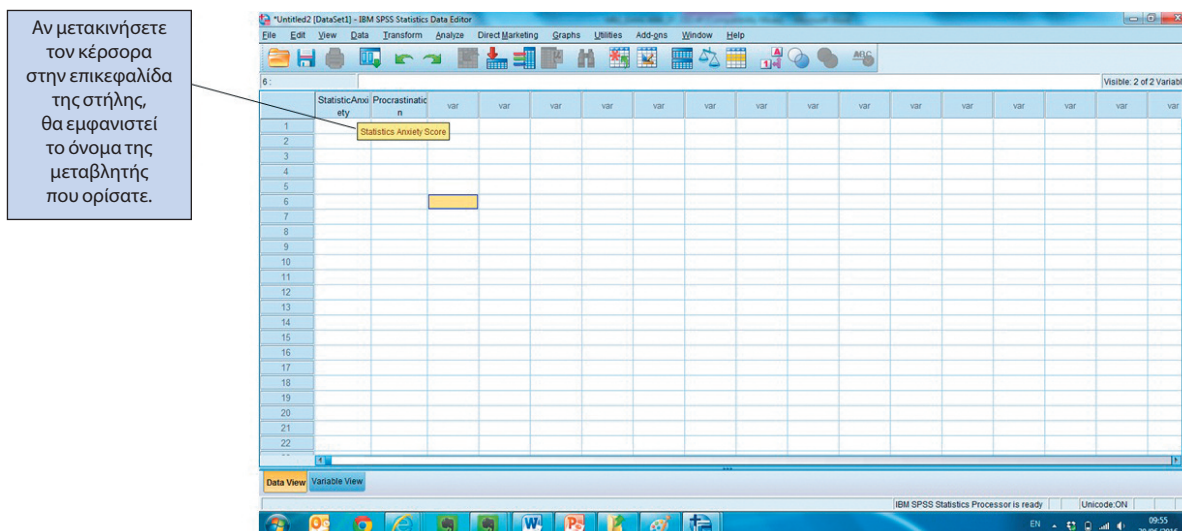 Αν μετακινήσετε
τον κέρσορα
στην επικεφαλίδα
της στήλης,
θα εμφανιστεί
το όνομα της
μεταβλητής
που ορίσατε.
*Untitled2 [DataSet1] - IBM SPSS Statistics Data Editor
File Edit View Data Transform Analyze Direct Marketing Graphs Utilities Add-ons Window Help
6 :
Visible: 2 of 2 Variabl
StatisticAnxi Procrastinatio var var var var var var var var var var var var var var var
ety n
Statistics Anxiety Score
1
2
3
4
5
6
7
8
9
10
11
12
13
14
15
16
17
18
19
20
21
22
Data View Variable View
IBM SPSS Statistics Processor is ready Unicode:ON
EN 09:55